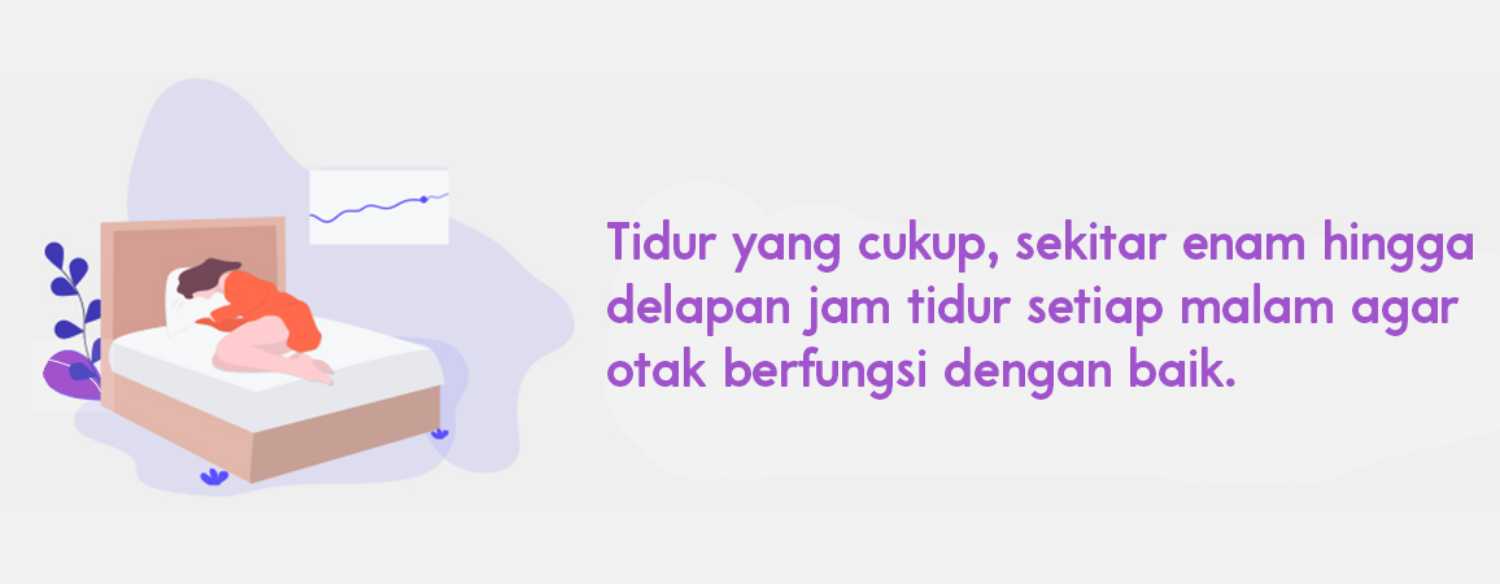 Tidur yang cukup, sekitar enam hingga
delapan jam tidur setiap malam agar
otak berfungsi dengan baik.